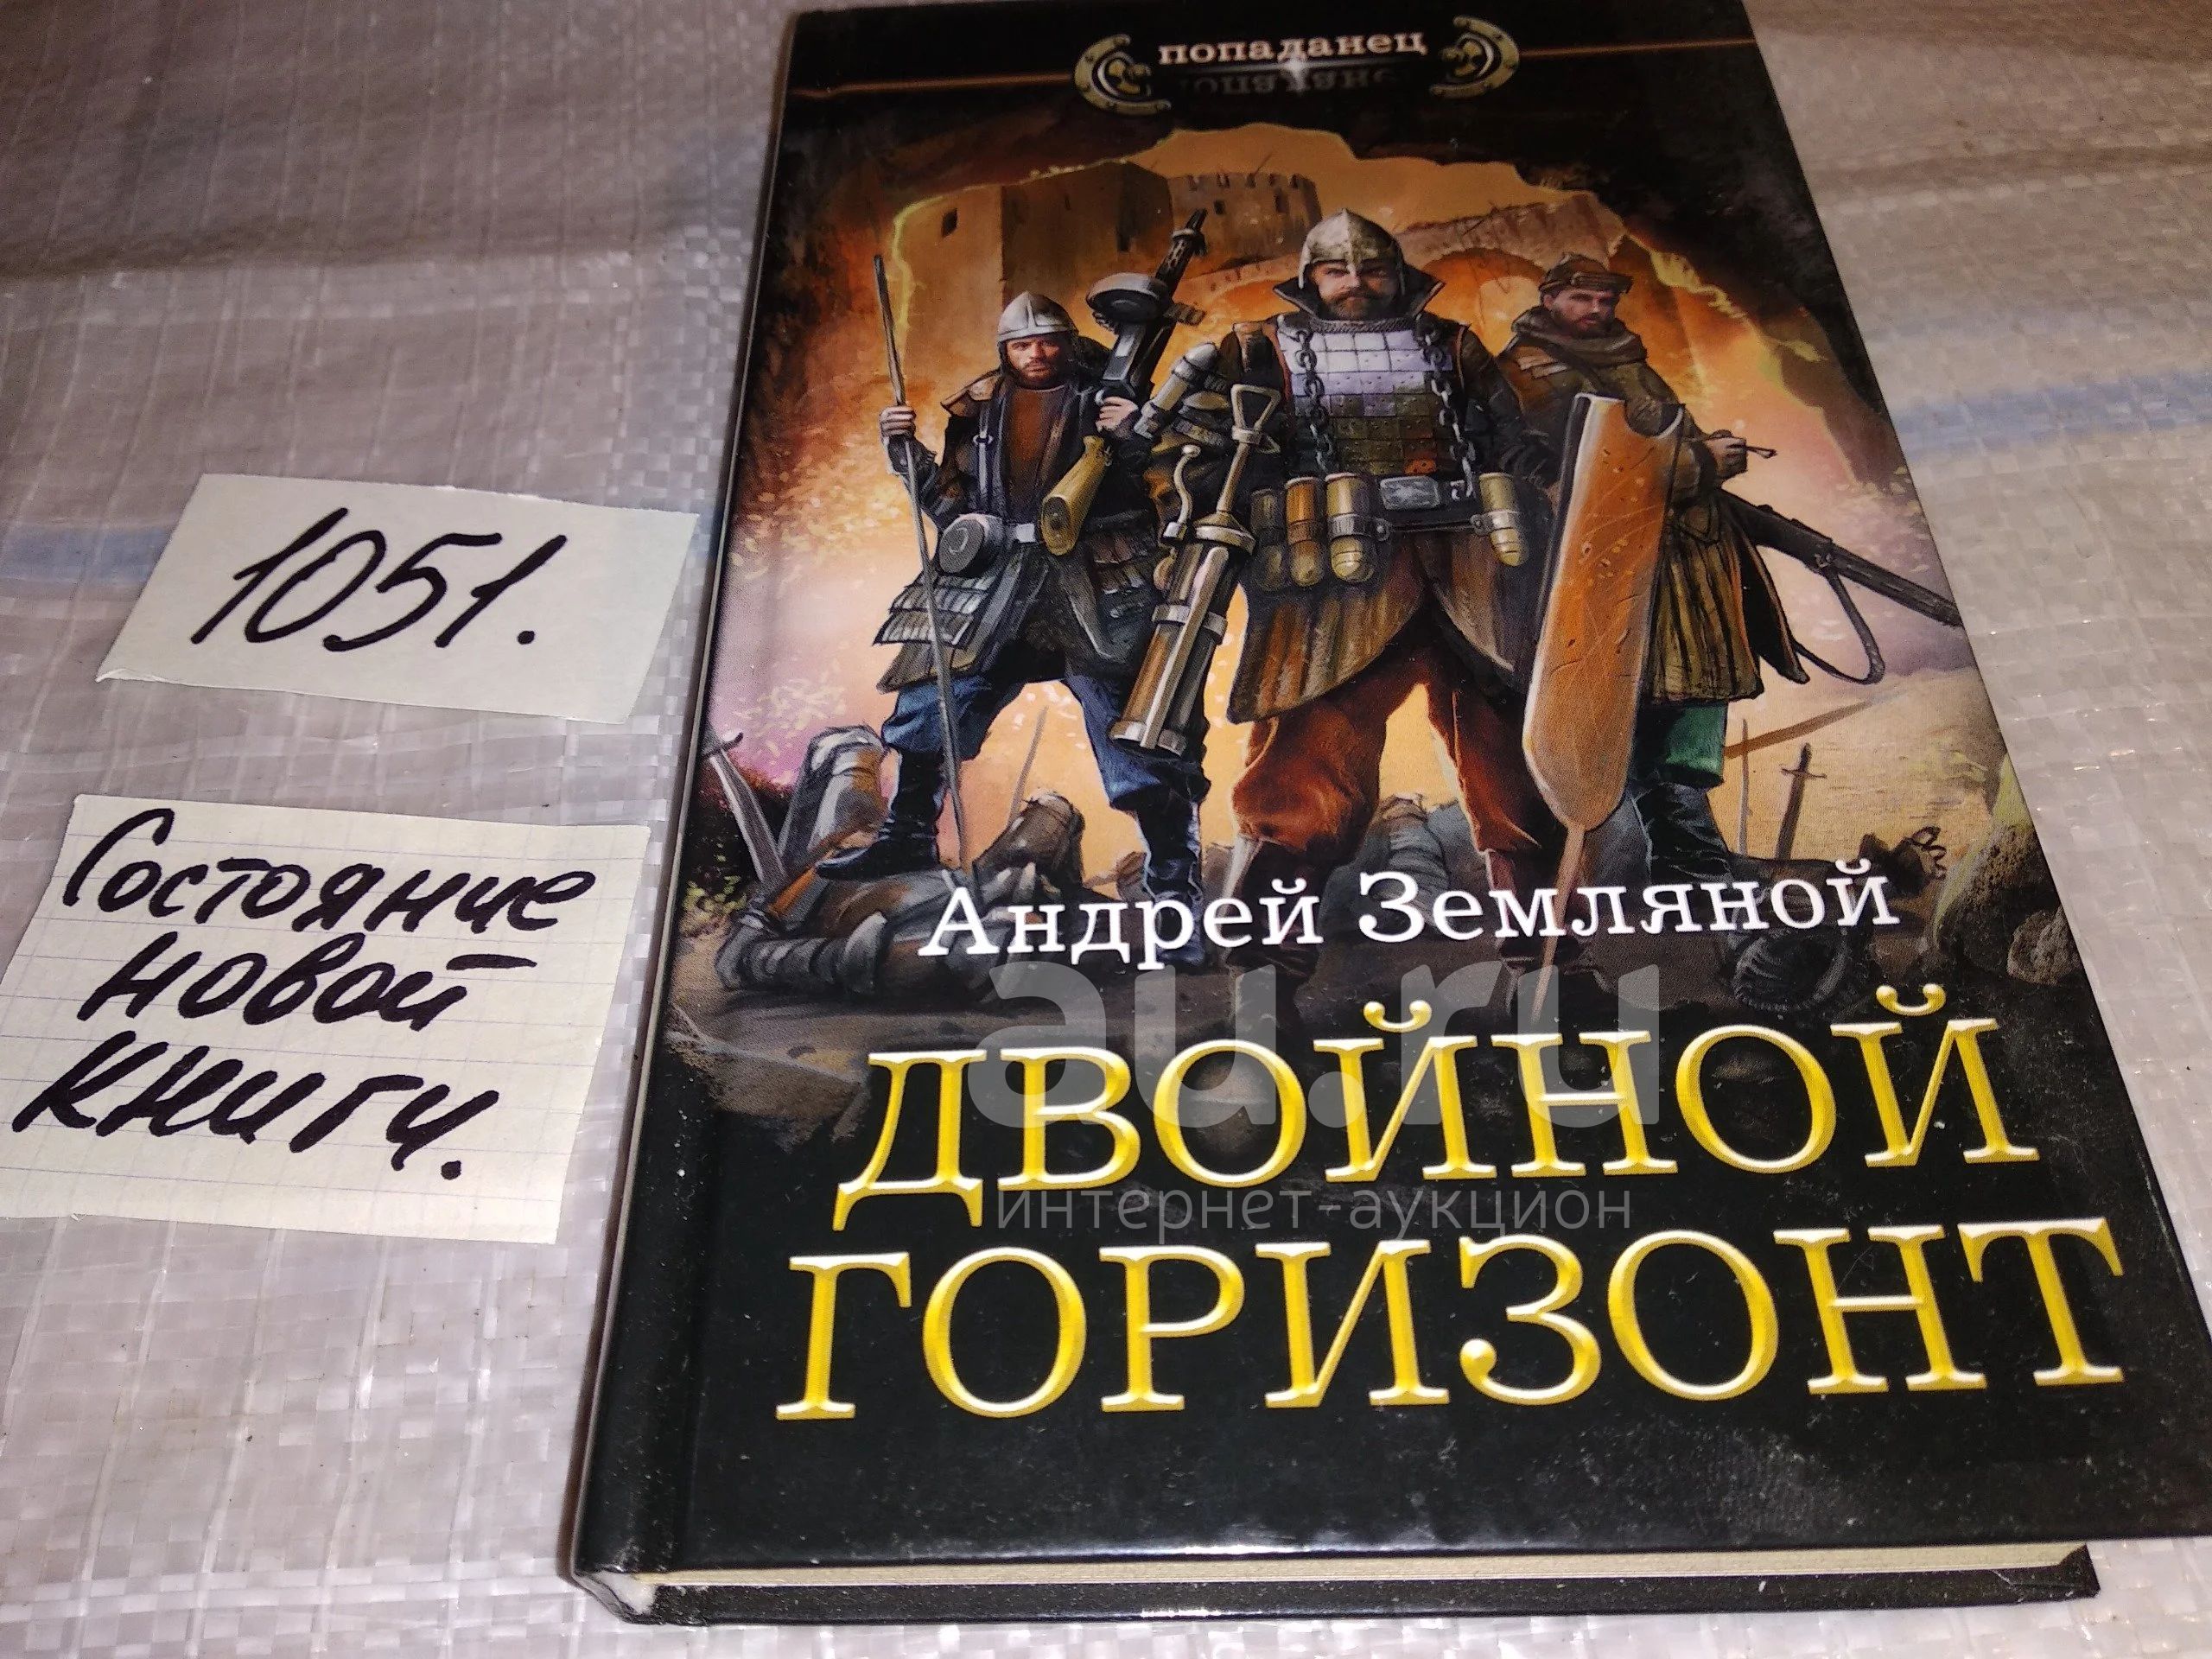 попаданец
1051.
Состояние
новой
книги.
Андрей Земляной
au.ru
ДВОЙНОЙ
интернет-аукцион
ГОРИЗОНТ